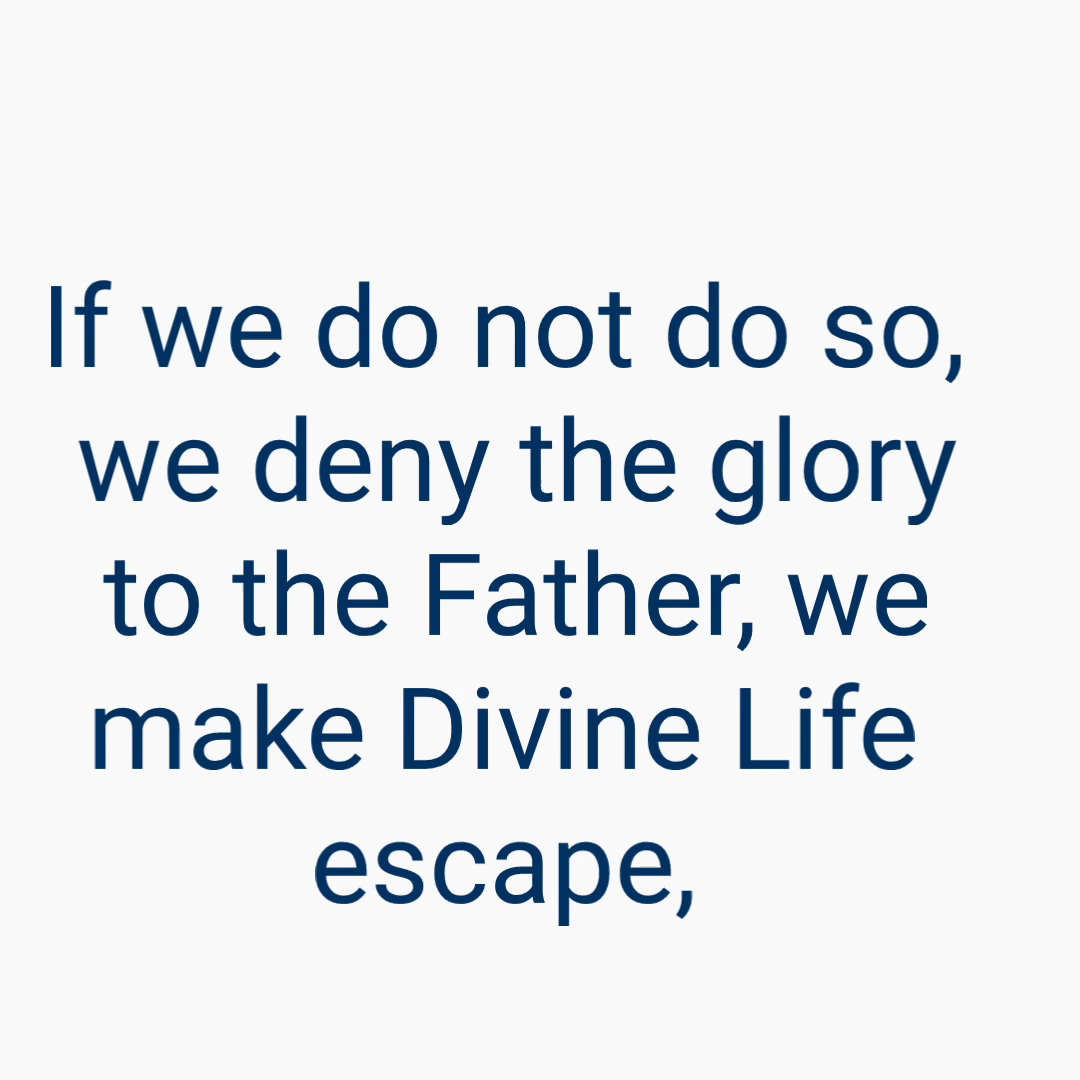 If we do not do so,
we deny the glory
to the Father, we
make Divine Life
escape,